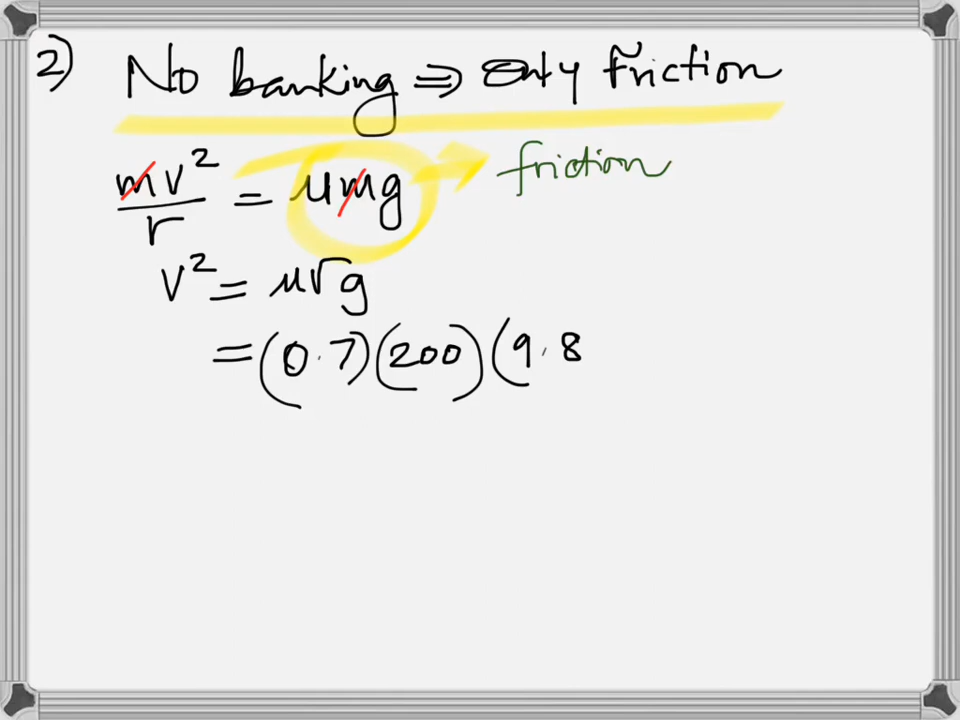 2) No banking ⇒ only friction
mv²/r = μmg → friction
v² = μrg
= (0.7)(200)(9.8